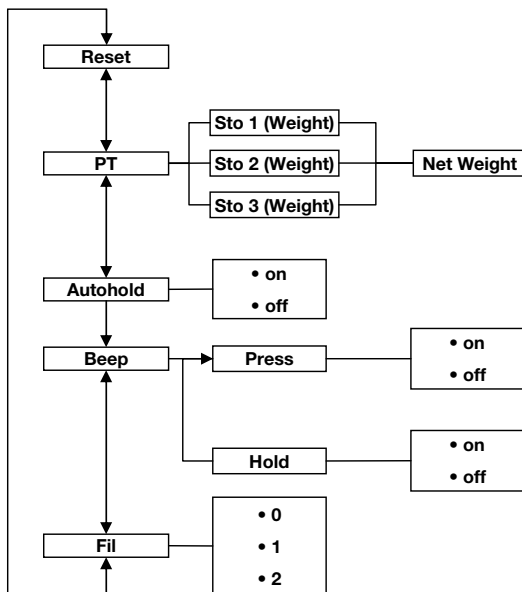 Reset
Sto 1 (Weight)
PT
Sto 2 (Weight)
Net Weight
Sto 3 (Weight)
Autohold
• on
• off
Beep
Press
• on
• off
Hold
• on
• off
Fil
• 0
• 1
• 2